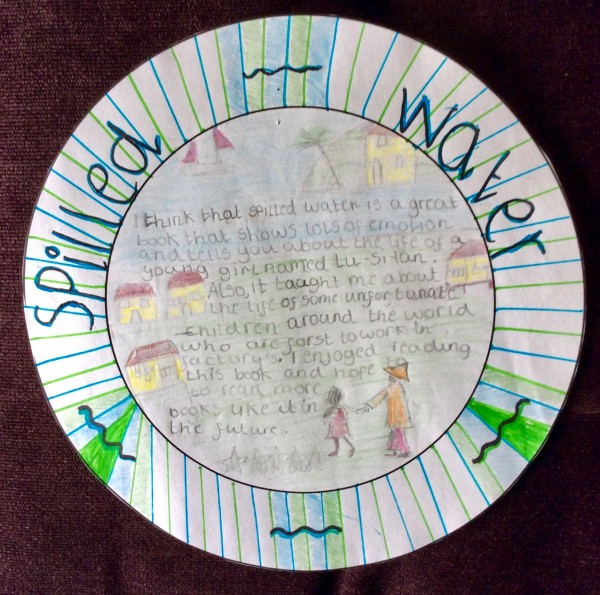 Spilled water
I think that spilled water is a great
book that shows lots of emotion
and tells you about the life of a
young girl named Lu-Si-Ian.
Also, it taught me about
the life of some unfortunate
children around the world
who are forst to work in
factory's. I enjoyed reading
this book and hope to
to read more
books like it in
the future.